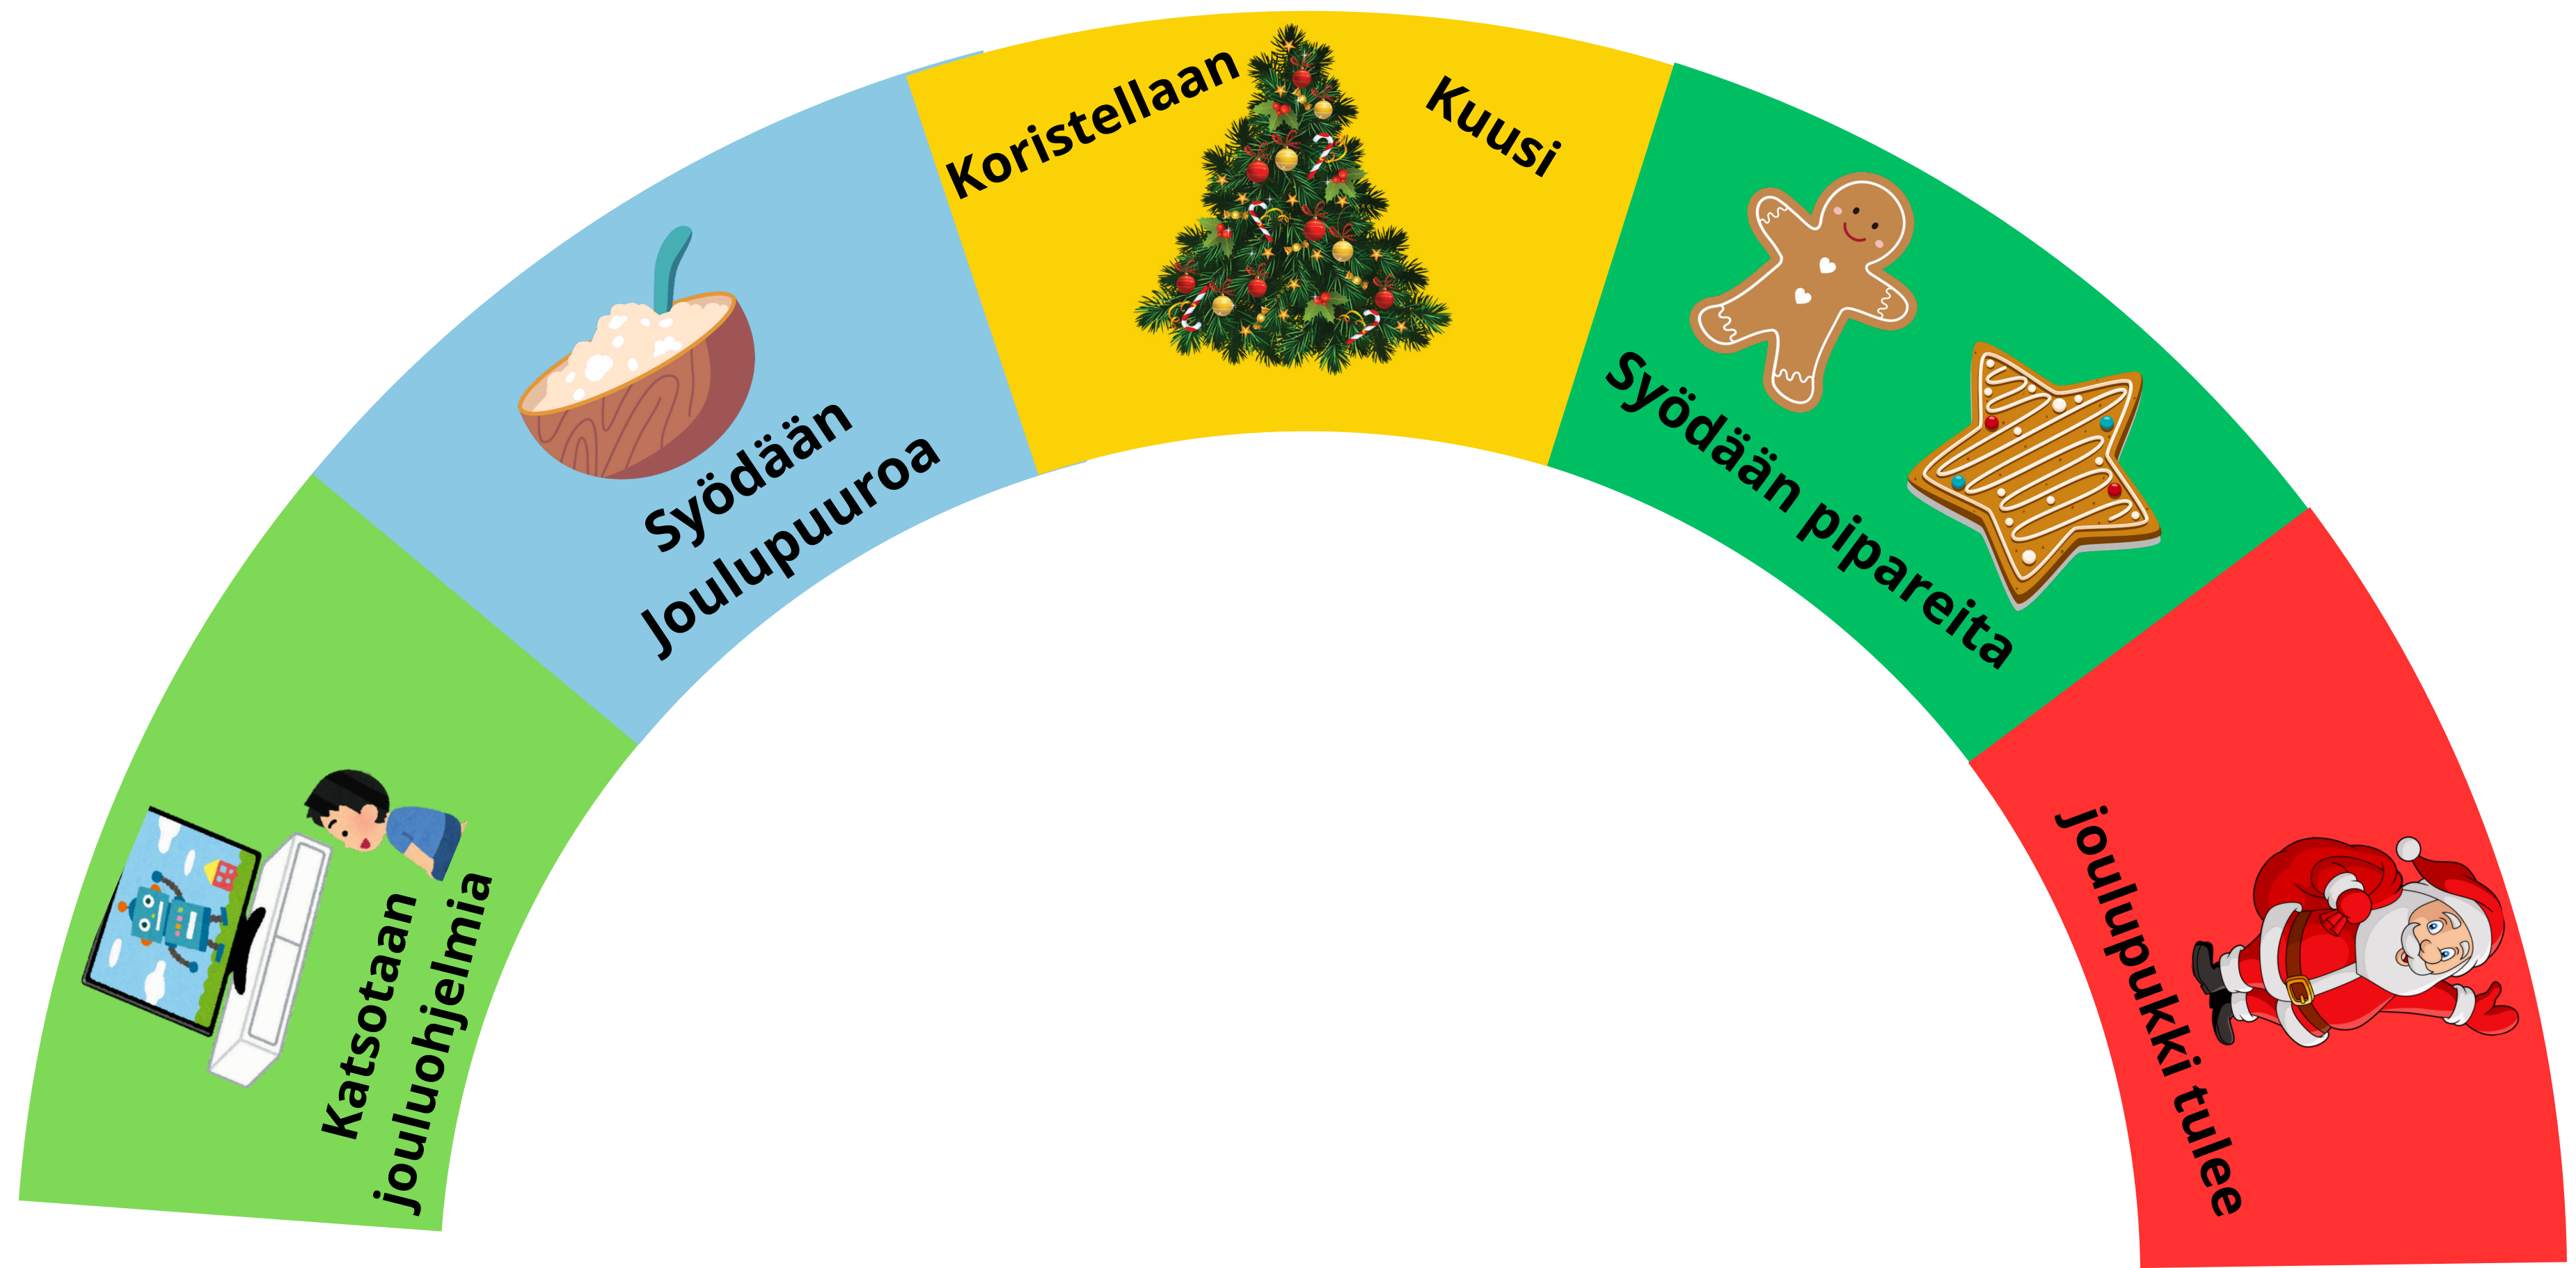 Katsotaan
jouluohjelmia
Syödään
Joulupuuroa
Koristellaan
Kuusi
Syödään pipareita
joulupukki tulee